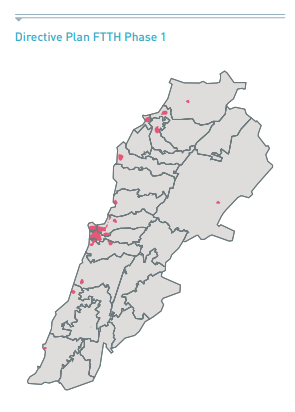 Directive Plan FTTH Phase 1